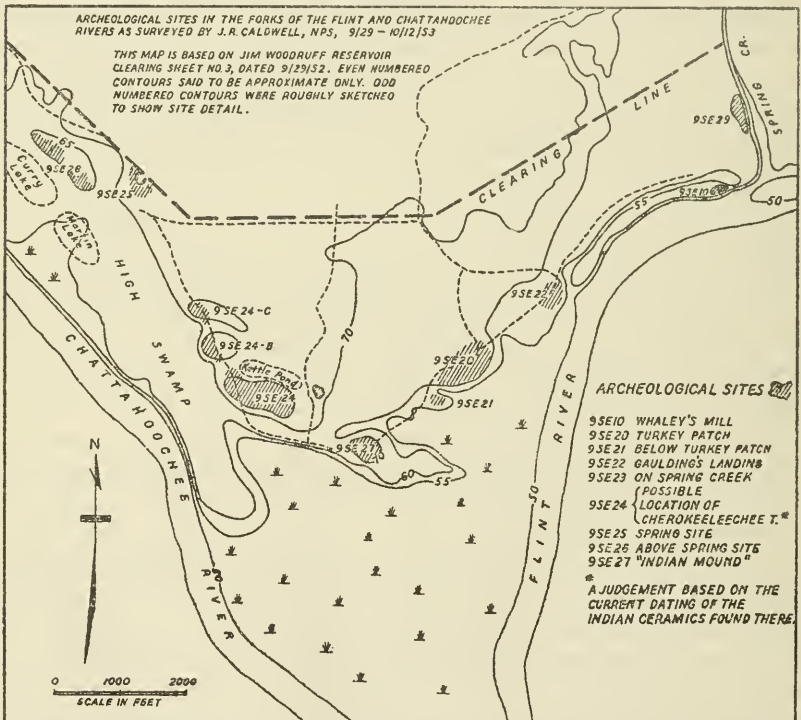 ARCHEOLOGICAL SITES IN THE FORKS OF THE FLINT AND CHATTAHOOCHEE
RIVERS AS SURVEYED BY J.R. CALDWELL, NPS, 9/29 – 10/12/53
THIS MAP IS BASED ON JIM WOODRUFF RESERVOIR
CLEARING SHEET NO. 3, DATED 9/29/52. EVEN NUMBERED
CONTOURS SAID TO BE APPROXIMATE ONLY. ODD
NUMBERED CONTOURS WERE ROUGHLY SKETCHED
TO SHOW SITE DETAIL.
SPRING CR.
9SE29
CLEARING LINE
65
9SE26
Curry
Lake
9SE25
50
55
Martin
Lake
HIGH SWAMP
9SE24-C
9SE24-B
Kettle Pond
9SE24
70
9SE22
9SE20
9SE21
9SE27
60
55
CHATTAHOOCHEE RIVER
50
FLINT RIVER
50
ARCHEOLOGICAL SITES
9SE10 WHALEY'S MILL
9SE20 TURKEY PATCH
9SE21 BELOW TURKEY PATCH
9SE22 GAULDING'S LANDING
9SE23 ON SPRING CREEK
9SE24 {POSSIBLE
LOCATION OF
CHEROKEELEECHEE T.*
9SE25 SPRING SITE
9SE26 ABOVE SPRING SITE
9SE27 "INDIAN MOUND"
*
A JUDGEMENT BASED ON THE
CURRENT DATING OF THE
INDIAN CERAMICS FOUND THERE.
N
0 1000 2000
SCALE IN FEET